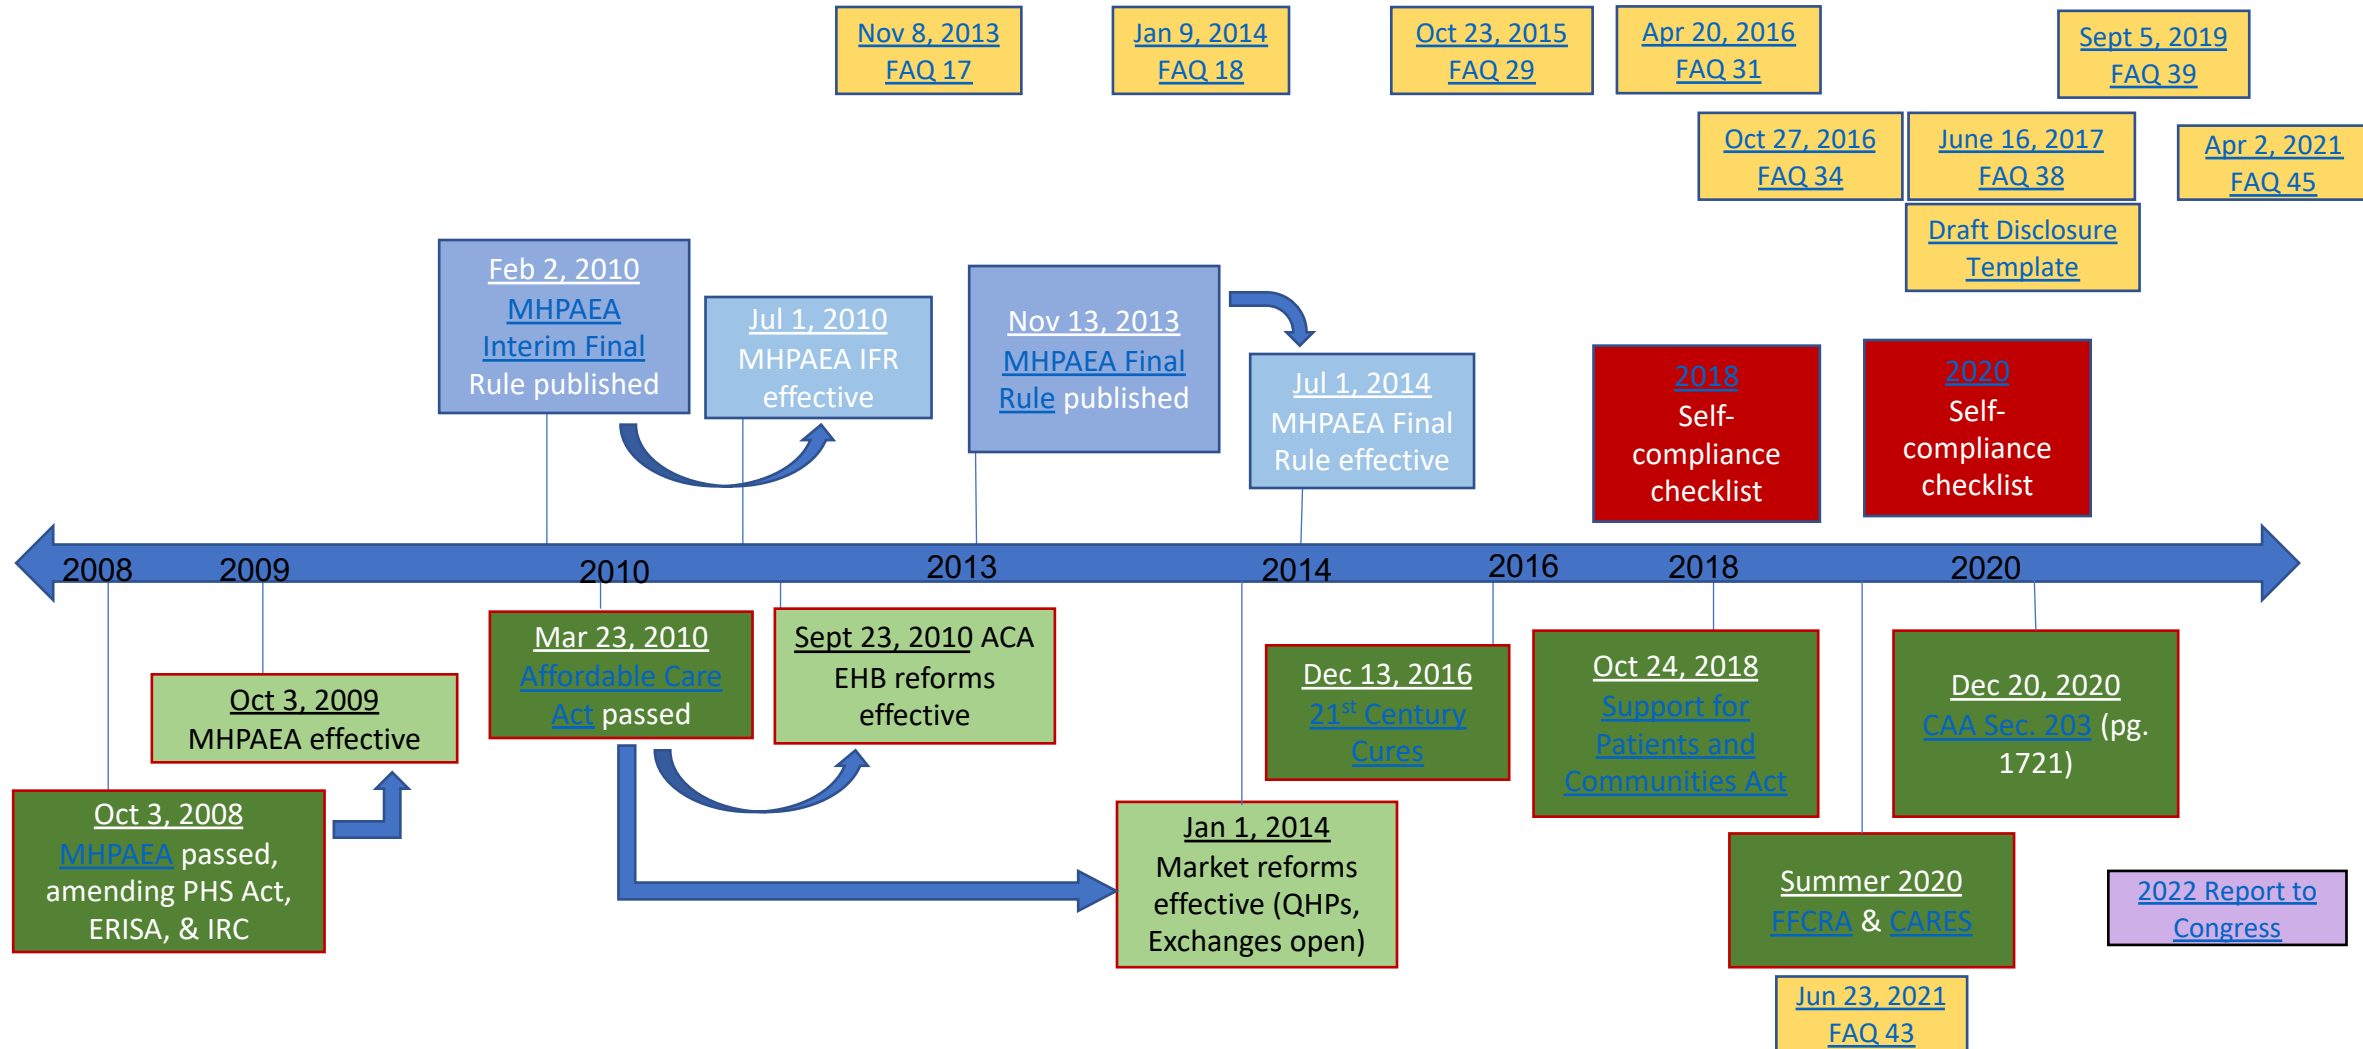 Nov 8, 2013
FAQ 17
Jan 9, 2014
FAQ 18
Oct 23, 2015
FAQ 29
Apr 20, 2016
FAQ 31
Sept 5, 2019
FAQ 39
Oct 27, 2016
FAQ 34
June 16, 2017
FAQ 38
Apr 2, 2021
FAQ 45
Draft Disclosure
Template
Feb 2, 2010
MHPAEA
Interim Final
Rule published
Jul 1, 2010
MHPAEA IFR
effective
Nov 13, 2013
MHPAEA Final
Rule published
Jul 1, 2014
MHPAEA Final
Rule effective
2018
Self-
compliance
checklist
2020
Self-
compliance
checklist
2008
2009
2010
2013
2014
2016
2018
2020
Oct 3, 2009
MHPAEA effective
Oct 3, 2008
MHPAEA passed,
amending PHS Act,
ERISA, & IRC
Mar 23, 2010
Affordable Care
Act passed
Sept 23, 2010 ACA
EHB reforms
effective
Jan 1, 2014
Market reforms
effective (QHPs,
Exchanges open)
Dec 13, 2016
21st Century
Cures
Oct 24, 2018
Support for
Patients and
Communities Act
Dec 20, 2020
CAA Sec. 203 (pg.
1721)
Summer 2020
FFCRA & CARES
Jun 23, 2021
FAQ 43
2022 Report to
Congress